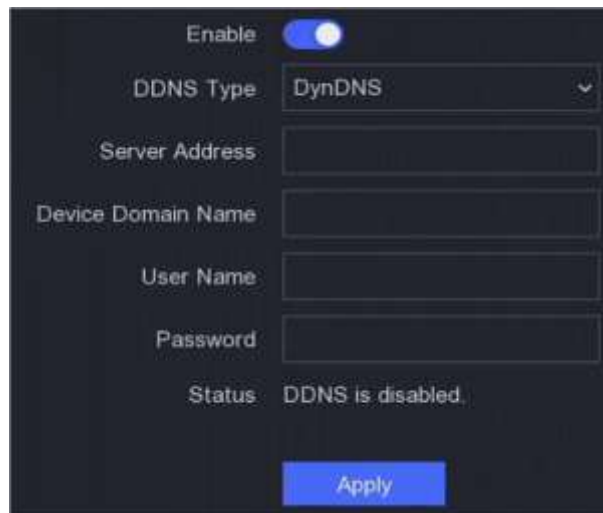 Enable
DDNS Type DynDNS
Server Address
Device Domain Name
User Name
Password
Status DDNS is disabled.
Apply